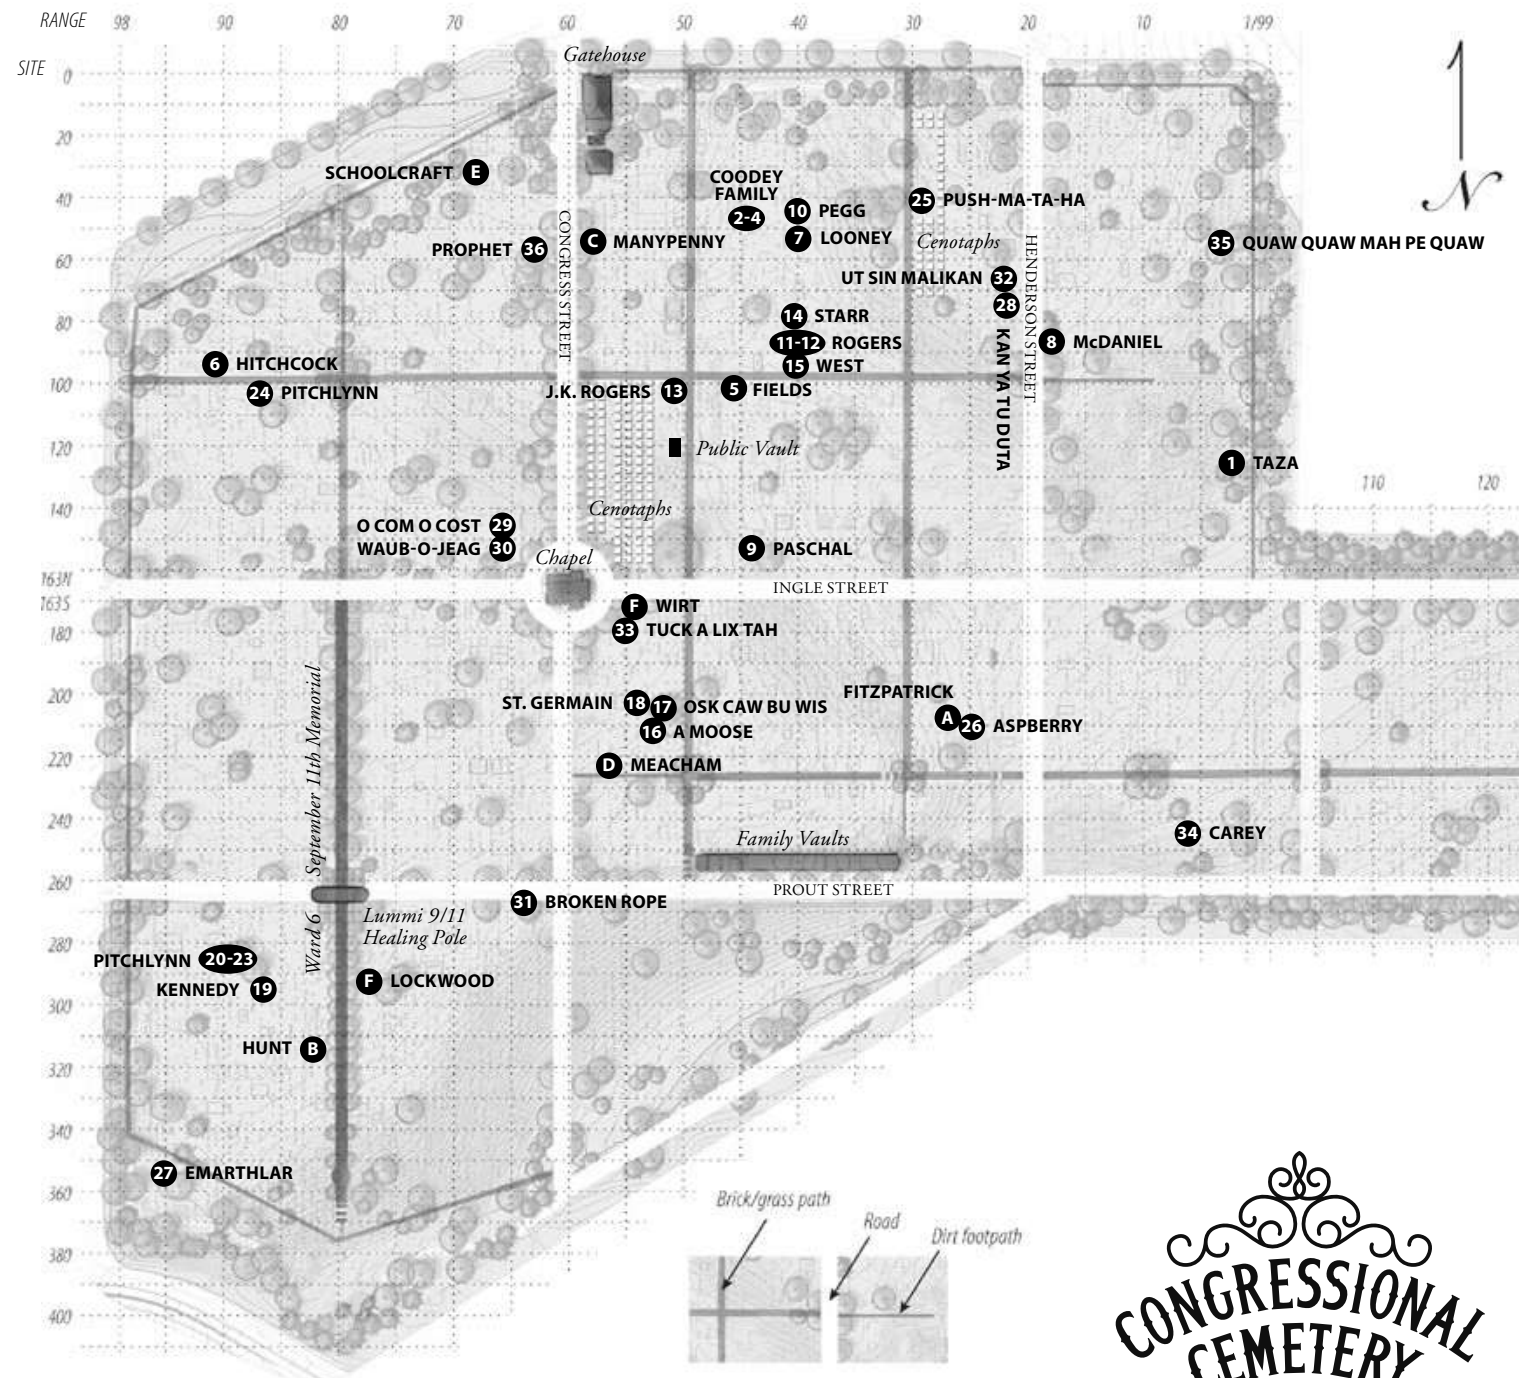 RANGE 98 90 80 70 60 50 40 30 20 10 1/99
SITE 0
Gatehouse
20
SCHOOLCRAFT E
COODEY
FAMILY
2-4
10 PEGG
25 PUSH-MA-TA-HA
40
PROPHET 36
C MANYPENNY
7 LOONEY
Cenotaphs
35 QUAW QUAW MAH PE QUAW
60
CONGRESS STREET
HENDERSON STREET
UT SIN MALIKAN 32
28
KAN YA TU DUTA
80
14 STARR
11-12 ROGERS
8 McDANIEL
6 HITCHCOCK
15 WEST
100
24 PITCHLYNN
J.K. ROGERS 13
5 FIELDS
120
Public Vault
1 TAZA
110 120
140
Cenotaphs
O COM O COST 29
WAUB-O-JEAG 30
Chapel
9 PASCHAL
163N
INGLE STREET
163S
F WIRT
180
33 TUCK A LIX TAH
September 11th Memorial
200
ST. GERMAIN 18
17 OSK CAW BU WIS
16 A MOOSE
FITZPATRICK
A
26 ASPBERRY
220
D MEACHAM
240
Family Vaults
34 CAREY
260
PROUT STREET
31 BROKEN ROPE
Ward 6
Lummi 9/11
Healing Pole
280
PITCHLYNN 20-23
KENNEDY 19
F LOCKWOOD
300
HUNT B
320
340
27 EMARTHLAR
360
380
400
Brick/grass path
Road
Dirt footpath
N
CONGRESSIONAL
CEMETERY